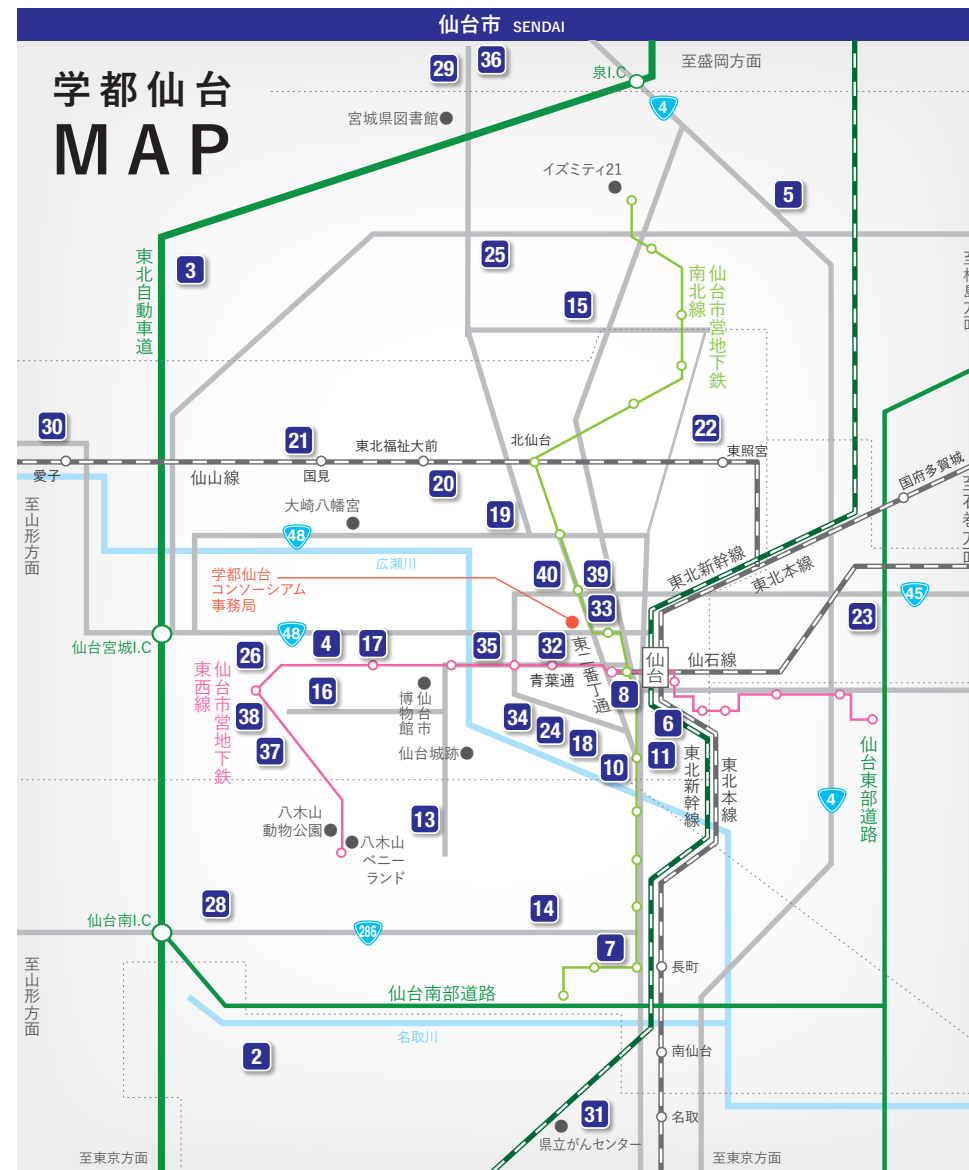 仙台市 SENDAI
学都仙台
MAP
29
36
至盛岡方面
泉I.C
4
宮城県図書館
イズミティ21
5
3
25
東北自動車道
仙台市営地下鉄
南北線
15
30
21
22
東北福祉大前
北仙台
東照宮
愛子
仙山線
国見
20
国府多賀城
至山形方面
大崎八幡宮
19
48
広瀬川
東北新幹線
東北本線
学都仙台
コンソーシアム
事務局
40
39
33
45
23
仙台宮城I.C
48
4
17
35
32
東二番丁通
仙台
仙石線
26
青葉通
仙台市営地下鉄
東西線
16
仙台市
博物館
8
38
34
6
37
24
18
仙台城跡
10
11
東北新幹線
東北本線
仙台東部道路
4
八木山
動物公園
13
八木山
ベニー
ランド
28
14
仙台南I.C
286
7
至山形方面
長町
仙台南部道路
名取川
2
南仙台
31
名取
県立がんセンター
至東京方面
至東京方面